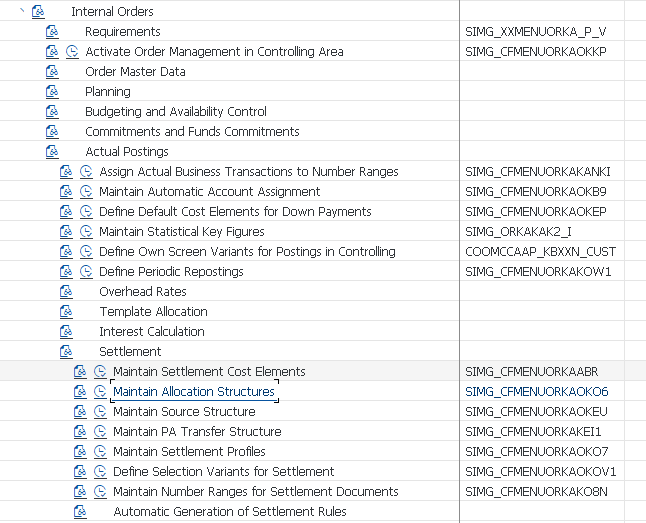 Internal Orders
Requirements SIMG_XXMENUORKA_P_V
Activate Order Management in Controlling Area SIMG_CFMENUORKAOKKP
Order Master Data
Planning
Budgeting and Availability Control
Commitments and Funds Commitments
Actual Postings
Assign Actual Business Transactions to Number Ranges SIMG_CFMENUORKAKANKI
Maintain Automatic Account Assignment SIMG_CFMENUORKAOKB9
Define Default Cost Elements for Down Payments SIMG_CFMENUORKAOKEP
Maintain Statistical Key Figures SIMG_ORKAKAK2_I
Define Own Screen Variants for Postings in Controlling COOMCCAAP_KBXXN_CUST
Define Periodic Repostings SIMG_CFMENUORKAKOW1
Overhead Rates
Template Allocation
Interest Calculation
Settlement
Maintain Settlement Cost Elements SIMG_CFMENUORKAABR
Maintain Allocation Structures SIMG_CFMENUORKAOKO6
Maintain Source Structure SIMG_CFMENUORKAOKEU
Maintain PA Transfer Structure SIMG_CFMENUORKAKEI1
Maintain Settlement Profiles SIMG_CFMENUORKAOKO7
Define Selection Variants for Settlement SIMG_CFMENUORKAOKOV1
Maintain Number Ranges for Settlement Documents SIMG_CFMENUORKAKO8N
Automatic Generation of Settlement Rules